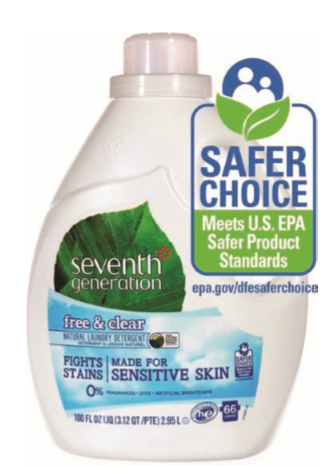 SAFER
CHOICE
Meets U.S. EPA
Safer Product
Standards
epa.gov/dfesaferchoice
seventh
generation
free & clear
NATURAL LAUNDRY DETERGENT
FIGHTS
STAINS
MADE FOR
SENSITIVE SKIN
0% FRAGRANCES • DYES • ARTIFICIAL BRIGHTENERS
SAFER
CHOICE
100 FL OZ LIQ (3.12 QT /PTE) 2.95 L
he
66